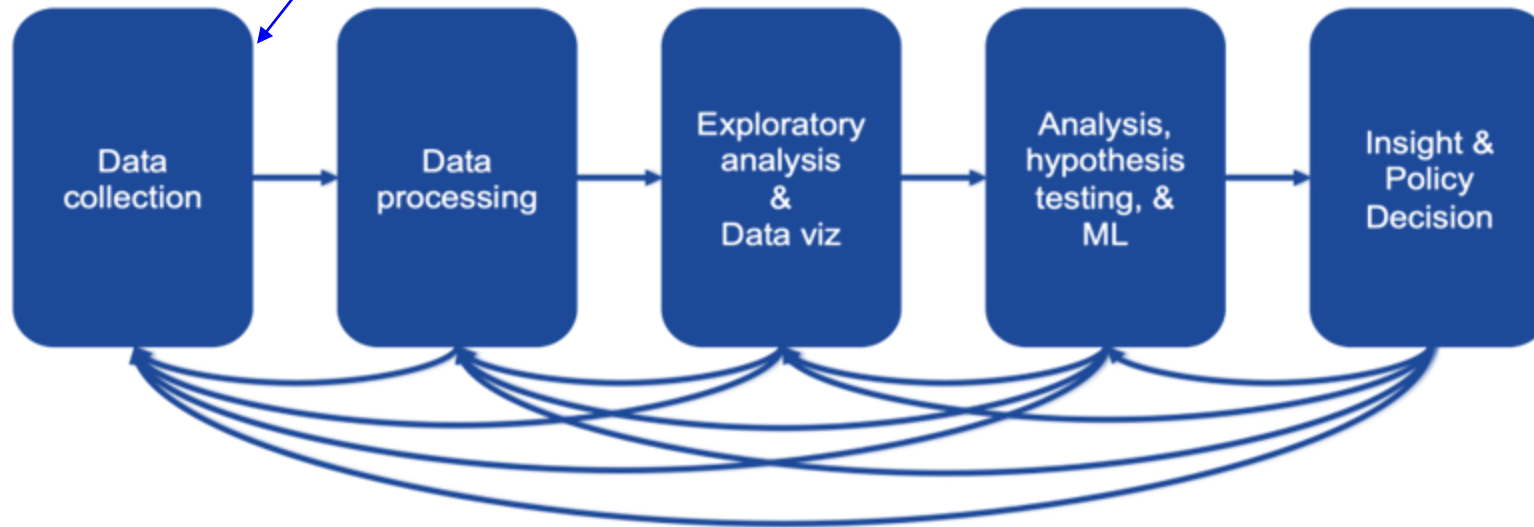 Data
collection
Data
processing
Exploratory
analysis
&
Data viz
Analysis,
hypothesis
testing, &
ML
Insight &
Policy
Decision